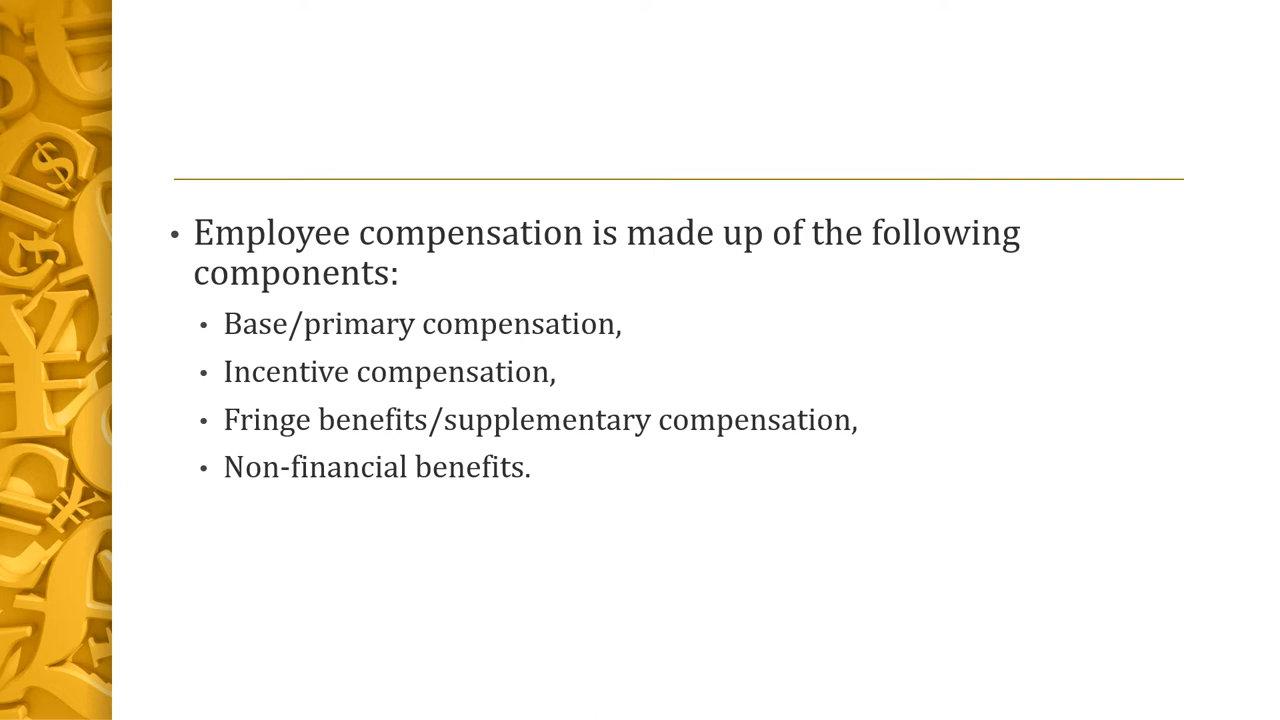 • Employee compensation is made up of the following
components:
• Base/primary compensation,
• Incentive compensation,
• Fringe benefits/supplementary compensation,
• Non-financial benefits.